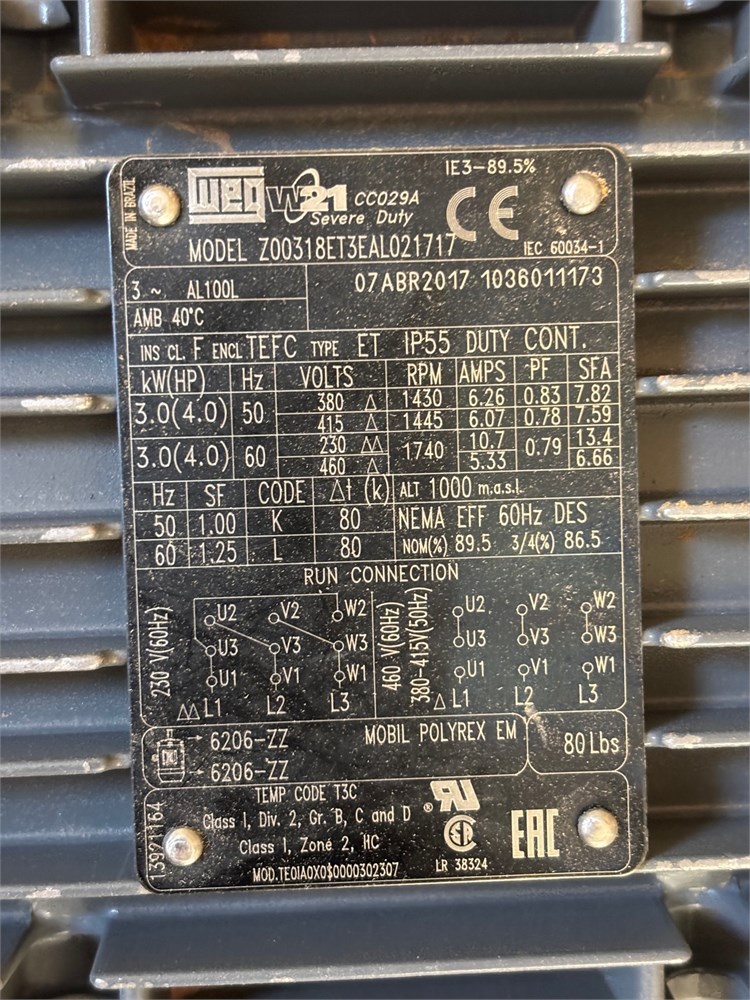 IE3-89.5%
MADE IN BRAZIL
WEG W21 CC029A CE
Severe Duty
MODEL Z00318ET3EAL021717 IEC 60034-1
3 ~ AL100L 07ABR2017 1036011173
AMB 40°C
INS CL. F ENCL TEFC TYPE ET IP55 DUTY CONT.
kW(HP) Hz VOLTS RPM AMPS PF SFA
3.0(4.0) 50 380 Δ 1430 6.26 0.83 7.82
415 Δ 1445 6.07 0.78 7.59
3.0(4.0) 60 230 ΔΔ 1740 10.7 0.79 13.4
460 Δ 5.33 6.66
Hz SF CODE Δt (k) ALT 1000 m.a.s.l.
50 1.00 K 80 NEMA EFF 60Hz DES
60 1.25 L 80 NOM(%) 89.5 3/4(%) 86.5
RUN CONNECTION
230 V(60Hz)
U2 V2 W2
U3 V3 W3
U1 V1 W1
ΔΔ L1 L2 L3
460 V(60Hz)
380-415V(50Hz)
U2 V2 W2
U3 V3 W3
U1 V1 W1
Δ L1 L2 L3
6206-ZZ MOBIL POLYREX EM 80 Lbs
6206-ZZ
TEMP CODE T3C
Class I, Div. 2, Gr. B, C and D
Class I, Zone 2, IIC
MOD.TE01A0X0$0000302307
® RU
LR 38324
EAC
13921164